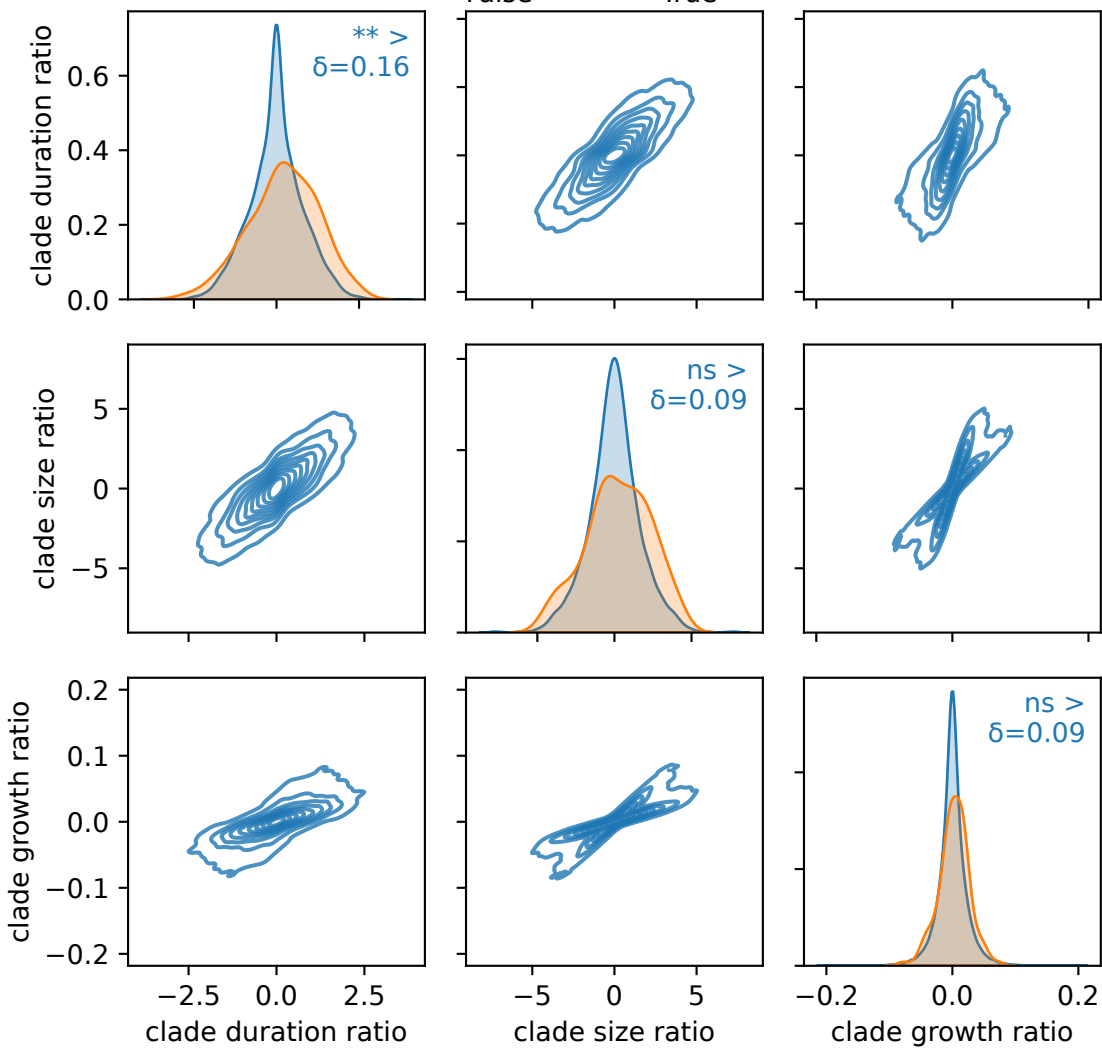 clade duration ratio
0.6
0.4
0.2
0.0
** >
δ=0.16
clade size ratio
5
0
−5
ns >
δ=0.09
clade growth ratio
0.2
0.1
0.0
−0.1
−0.2
ns >
δ=0.09
−2.5 0.0 2.5
−5 0 5
−0.2 0.0 0.2
clade duration ratio
clade size ratio
clade growth ratio